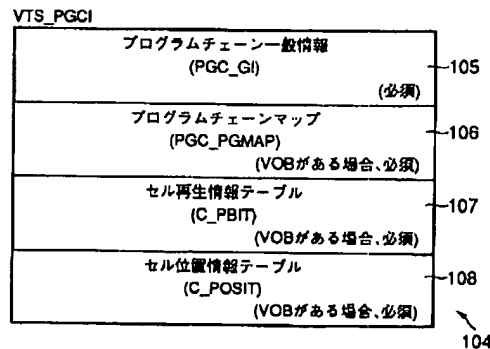 VTS_PGCI
プログラムチェーン一般情報
(PGC_GI)
(必須)
105
プログラムチェーンマップ
(PGC_PGMAP)
(VOBがある場合、必須)
106
セル再生情報テーブル
(C_PBIT)
(VOBがある場合、必須)
107
セル位置情報テーブル
(C_POSIT)
(VOBがある場合、必須)
108
104